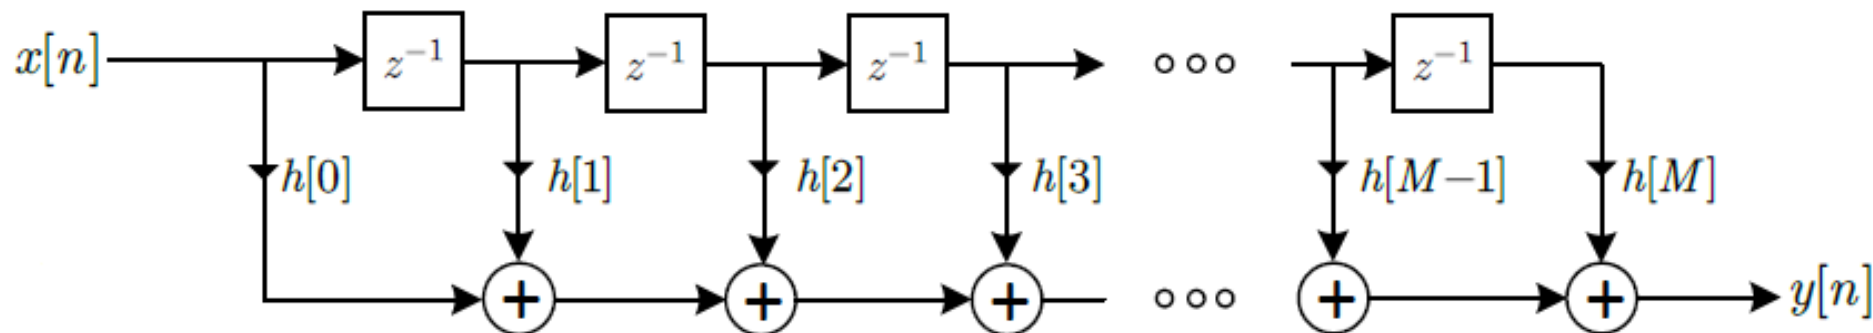 x[n] z⁻¹ z⁻¹ z⁻¹ z⁻¹
h[0] h[1] h[2] h[3] h[M−1] h[M]
+ + + + + y[n]